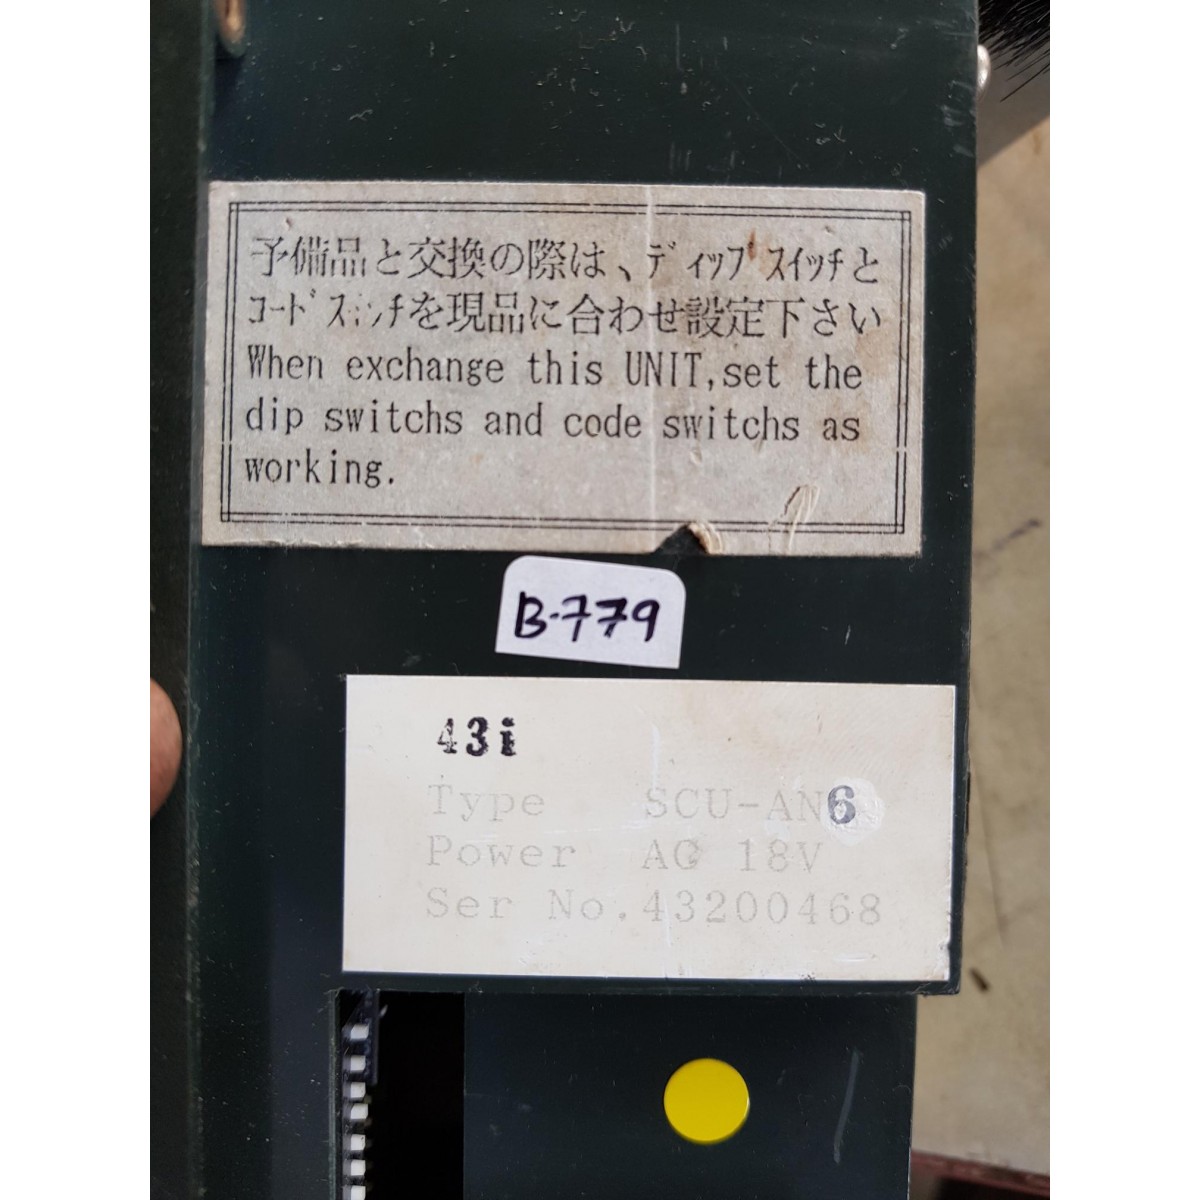 予備品と交換の際は、ディップスイッチと
コードスイッチを現品に合わせ設定下さい
When exchange this UNIT,set the
dip switchs and code switchs as
working.
B-779
43i
Type SCU-AN6
Power AC 18V
Ser No.43200468